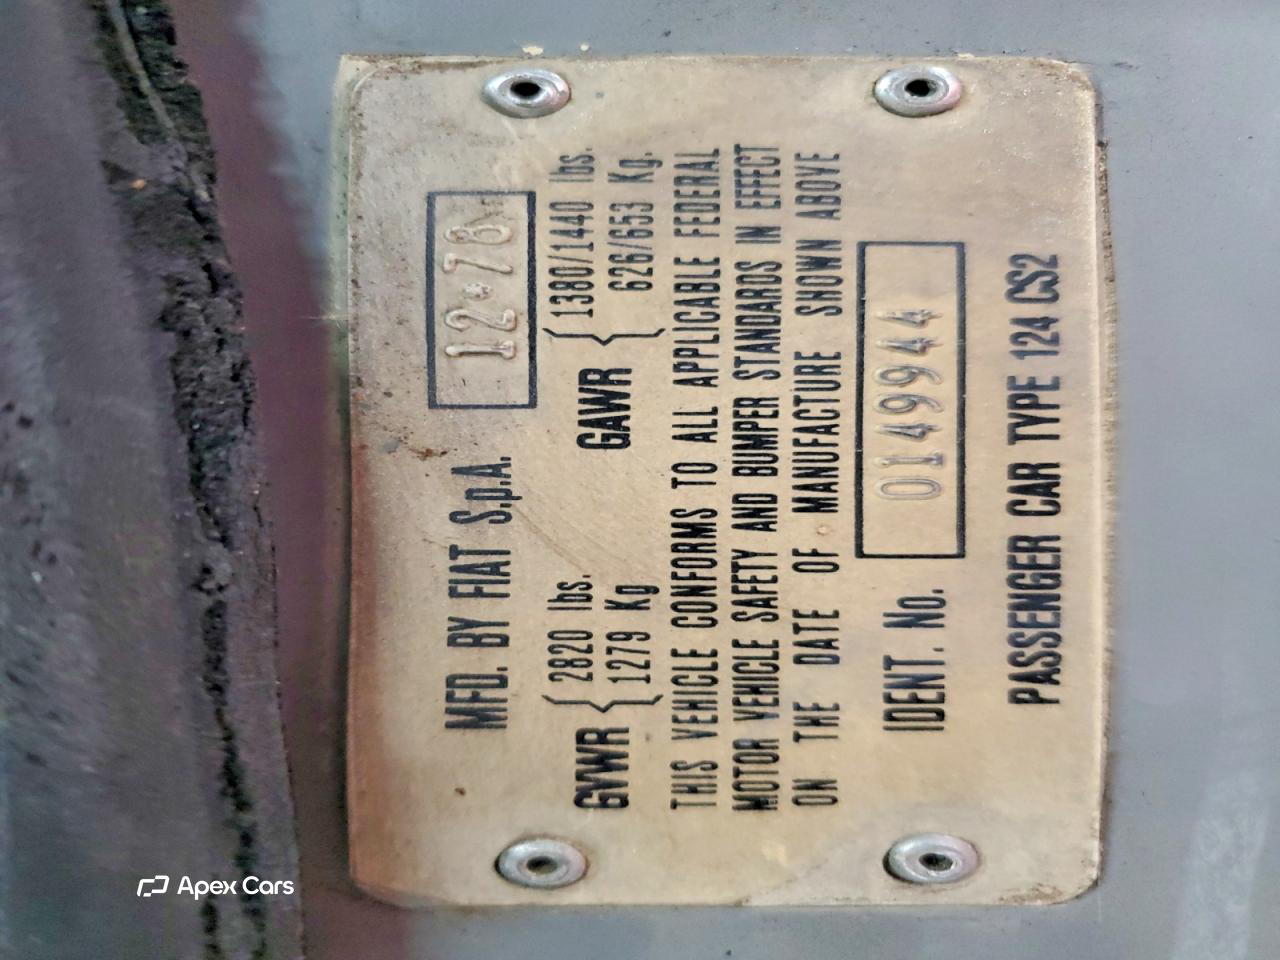 MFD. BY FIAT S.p.A. 12•78
GVWR { 2820 lbs. 1279 Kg GAWR { 1380/1440 lbs. 626/653 Kg.
THIS VEHICLE CONFORMS TO ALL APPLICABLE FEDERAL
MOTOR VEHICLE SAFETY AND BUMPER STANDARDS IN EFFECT
ON THE DATE OF MANUFACTURE SHOWN ABOVE
IDENT. No. 0149944
PASSENGER CAR TYPE 124 CS2
Apex Cars